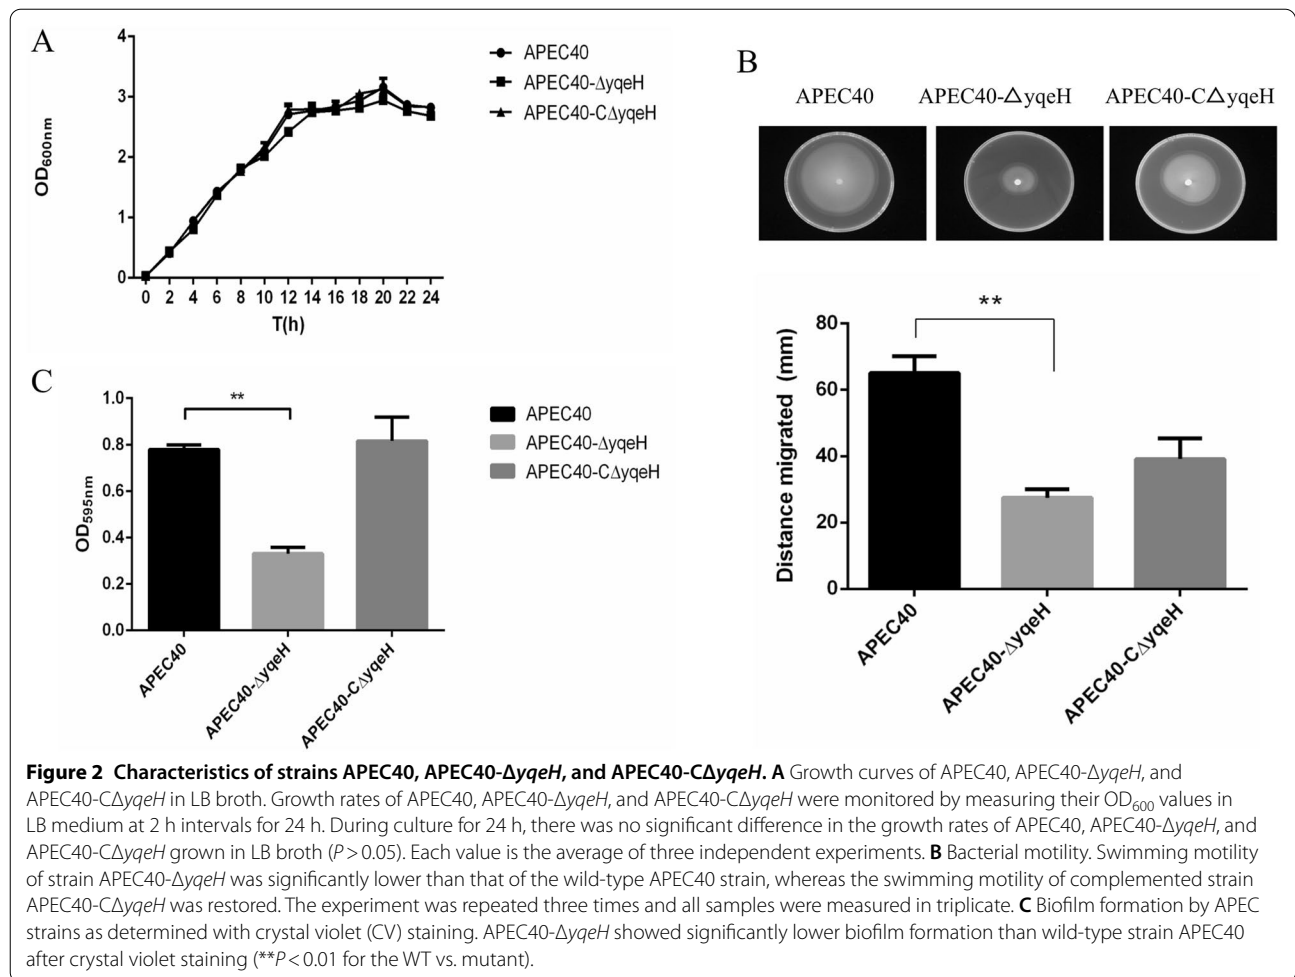 A
4
3
2
1
0
OD600nm
0 2 4 6 8 10 12 14 16 18 20 22 24
T(h)
APEC40
APEC40-ΔyqeH
APEC40-CΔyqeH
B
APEC40 APEC40-△yqeH APEC40-C△yqeH
**
80
60
40
20
0
Distance migrated (mm)
APEC40
APEC40-ΔyqeH
APEC40-CΔyqeH
C
1.0
0.8
0.6
0.4
0.2
0.0
OD595nm
**
APEC40
APEC40-ΔyqeH
APEC40-CΔyqeH
APEC40
APEC40-ΔyqeH
APEC40-CΔyqeH
Figure 2 Characteristics of strains APEC40, APEC40-ΔyqeH, and APEC40-CΔyqeH. A Growth curves of APEC40, APEC40-ΔyqeH, and
APEC40-CΔyqeH in LB broth. Growth rates of APEC40, APEC40-ΔyqeH, and APEC40-CΔyqeH were monitored by measuring their OD600 values in
LB medium at 2 h intervals for 24 h. During culture for 24 h, there was no significant difference in the growth rates of APEC40, APEC40-ΔyqeH, and
APEC40-CΔyqeH grown in LB broth (P > 0.05). Each value is the average of three independent experiments. B Bacterial motility. Swimming motility
of strain APEC40-ΔyqeH was significantly lower than that of the wild-type APEC40 strain, whereas the swimming motility of complemented strain
APEC40-CΔyqeH was restored. The experiment was repeated three times and all samples were measured in triplicate. C Biofilm formation by APEC
strains as determined with crystal violet (CV) staining. APEC40-ΔyqeH showed significantly lower biofilm formation than wild-type strain APEC40
after crystal violet staining (**P < 0.01 for the WT vs. mutant).